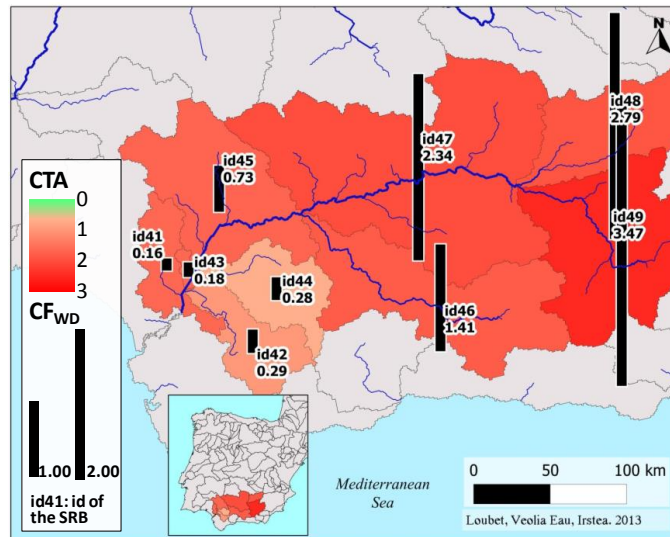 N
id48
2.79
id47
2.34
id45
0.73
CTA
0
1
2
3
id49
3.47
id41
0.16
id43
0.18
id44
0.28
id46
1.41
id42
0.29
CFWD
1.00
2.00
id41: id of
the SRB
Mediterranean
Sea
0 50 100 km
Loubet, Veolia Eau, Irstea. 2013